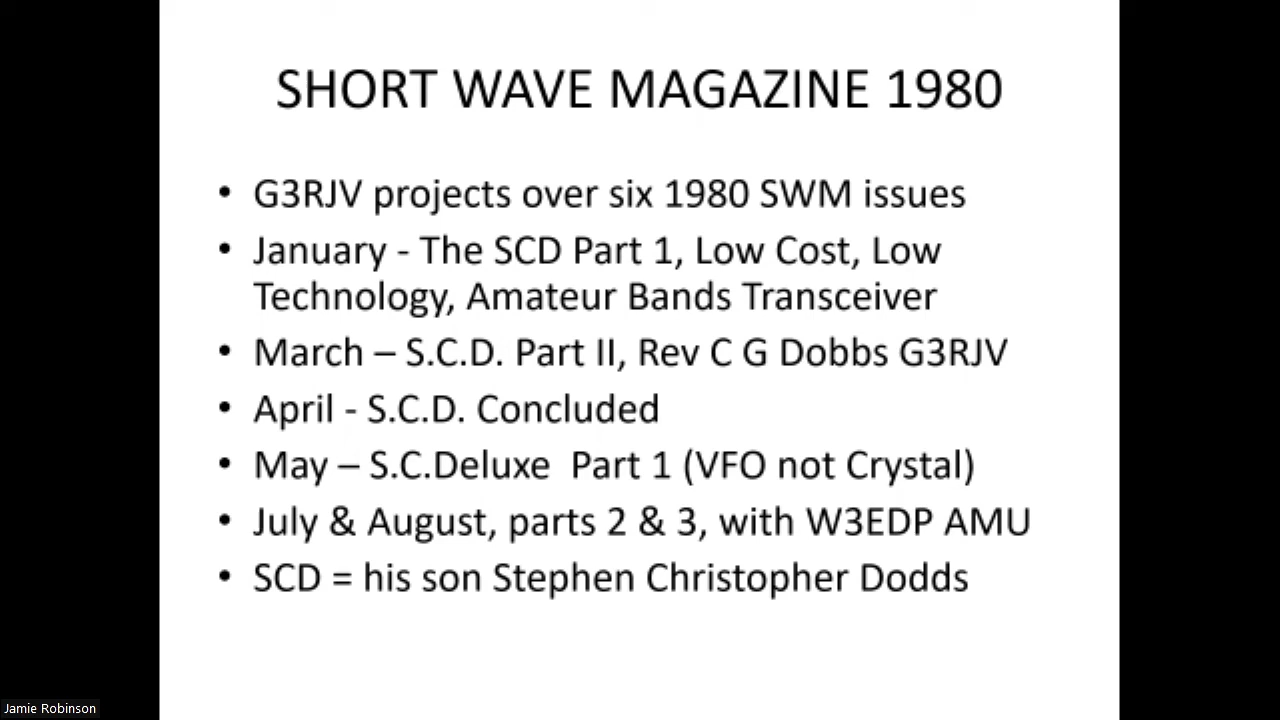 SHORT WAVE MAGAZINE 1980
• G3RJV projects over six 1980 SWM issues
• January - The SCD Part 1, Low Cost, Low
Technology, Amateur Bands Transceiver
• March – S.C.D. Part II, Rev C G Dobbs G3RJV
• April - S.C.D. Concluded
• May – S.C.Deluxe  Part 1 (VFO not Crystal)
• July & August, parts 2 & 3, with W3EDP AMU
• SCD = his son Stephen Christopher Dodds
Jamie Robinson